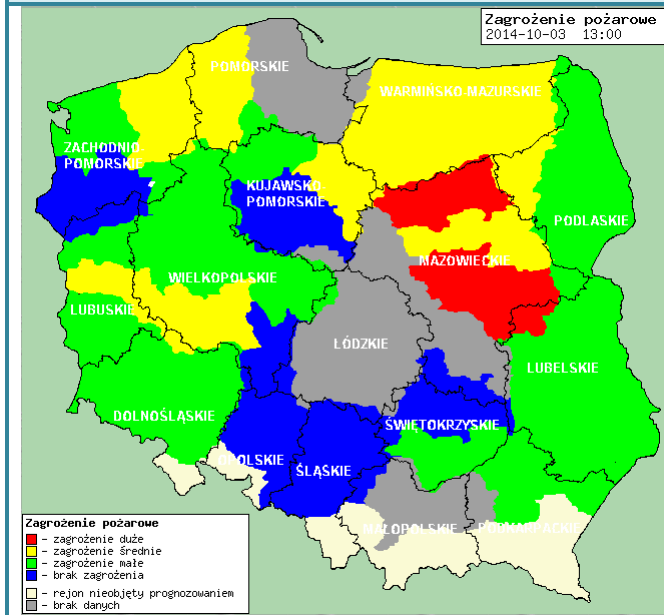 Zagrożenie pożarowe
2014-10-03 13:00
POMORSKIE
WARMIŃSKO-MAZURSKIE
ZACHODNIO-
POMORSKIE
KUJAWSKO-
POMORSKIE
PODLASKIE
MAZOWIECKIE
WIELKOPOLSKIE
LUBUSKIE
ŁÓDZKIE
LUBELSKIE
DOLNOŚLĄSKIE
ŚWIĘTOKRZYSKIE
OPOLSKIE
ŚLĄSKIE
MAŁOPOLSKIE
PODKARPACKIE
Zagrożenie pożarowe
- zagrożenie duże
- zagrożenie średnie
- zagrożenie małe
- brak zagrożenia
- rejon nieobjęty prognozowaniem
- brak danych